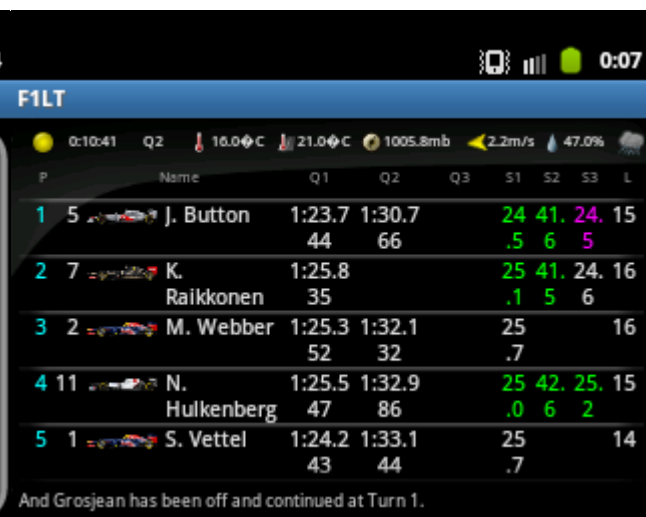 0:07
F1LT
0:10:41 Q2 16.0�C 21.0�C 1005.8mb 2.2m/s 47.0%
P Name Q1 Q2 Q3 S1 S2 S3 L
1 5 J. Button 1:23.7 1:30.7 24 41. 24. 15
44 66 .5 6 5
2 7 K. 1:25.8 25 41. 24. 16
Raikkonen 35 .1 5 6
3 2 M. Webber 1:25.3 1:32.1 25 16
52 32 .7
4 11 N. 1:25.5 1:32.9 25 42. 25. 15
Hulkenberg 47 86 .0 6 2
5 1 S. Vettel 1:24.2 1:33.1 25 14
43 44 .7
And Grosjean has been off and continued at Turn 1.